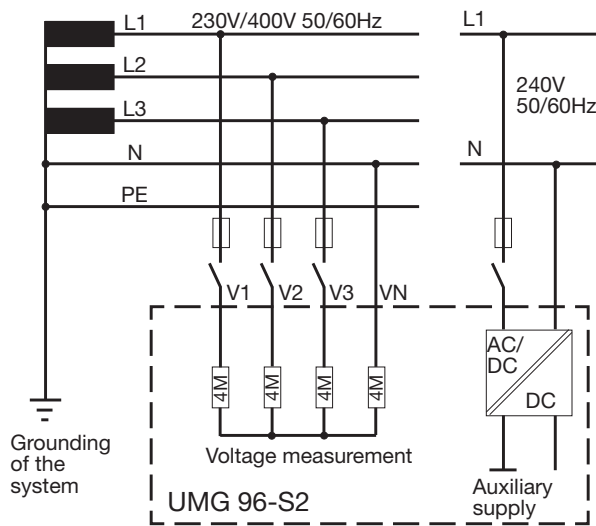 L1
230V/400V 50/60Hz
L1
L2
240V
50/60Hz
L3
N
N
PE
V1
V2
V3
VN
AC/
DC
4M
4M
4M
4M
DC
Grounding
of the
system
Voltage measurement
Auxiliary
supply
UMG 96-S2